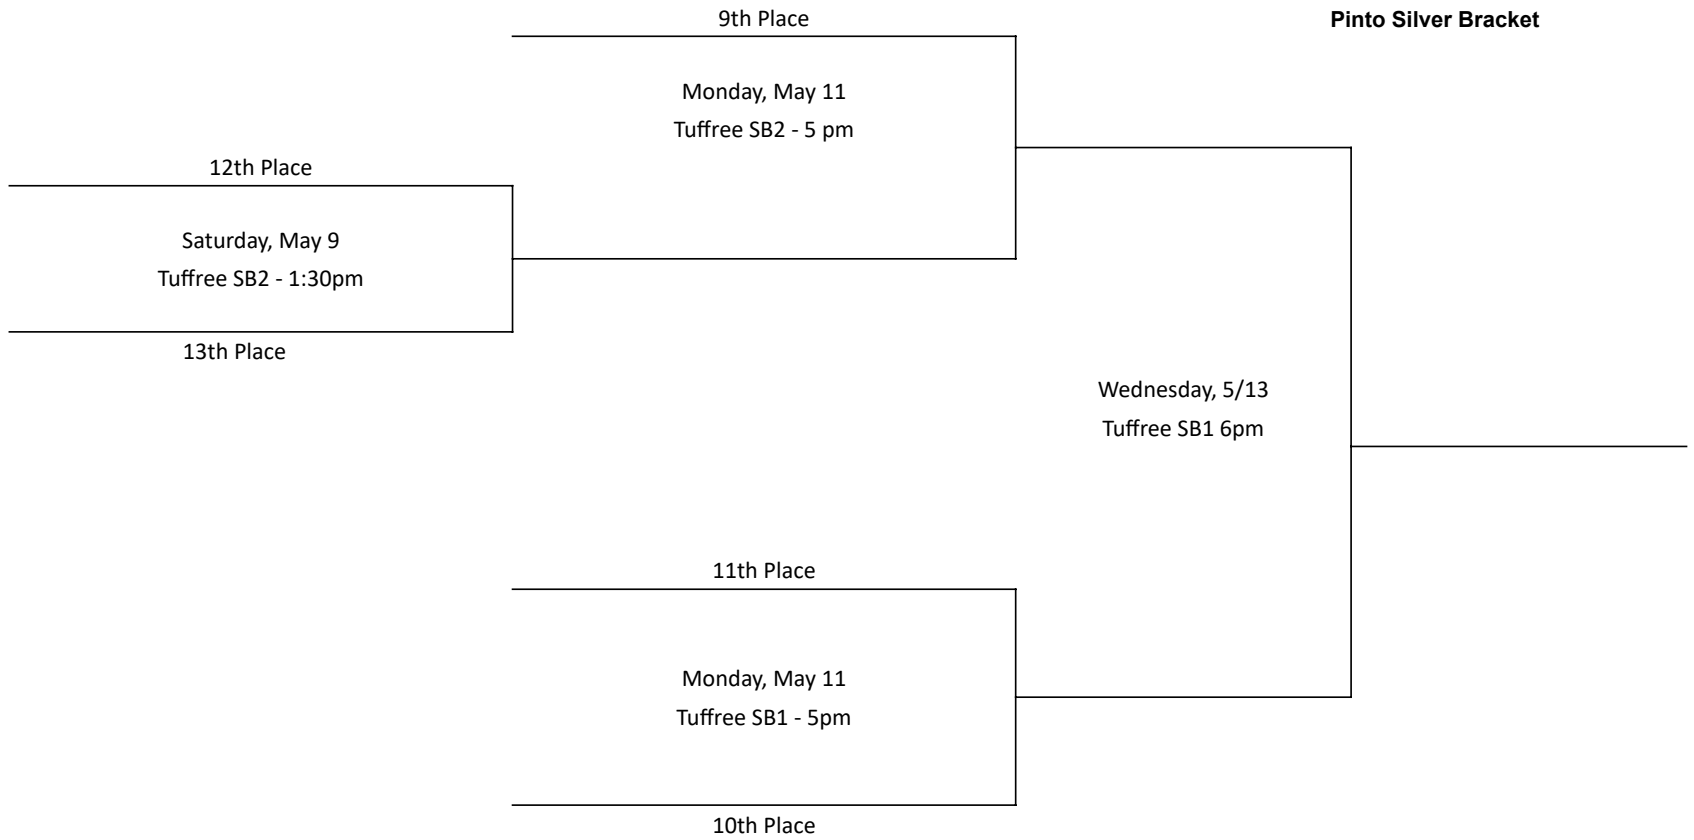 9th Place
Pinto Silver Bracket
Monday, May 11
Tuffree SB2 - 5 pm
12th Place
Saturday, May 9
Tuffree SB2 - 1:30pm
13th Place
Wednesday, 5/13
Tuffree SB1 6pm
11th Place
Monday, May 11
Tuffree SB1 - 5pm
10th Place